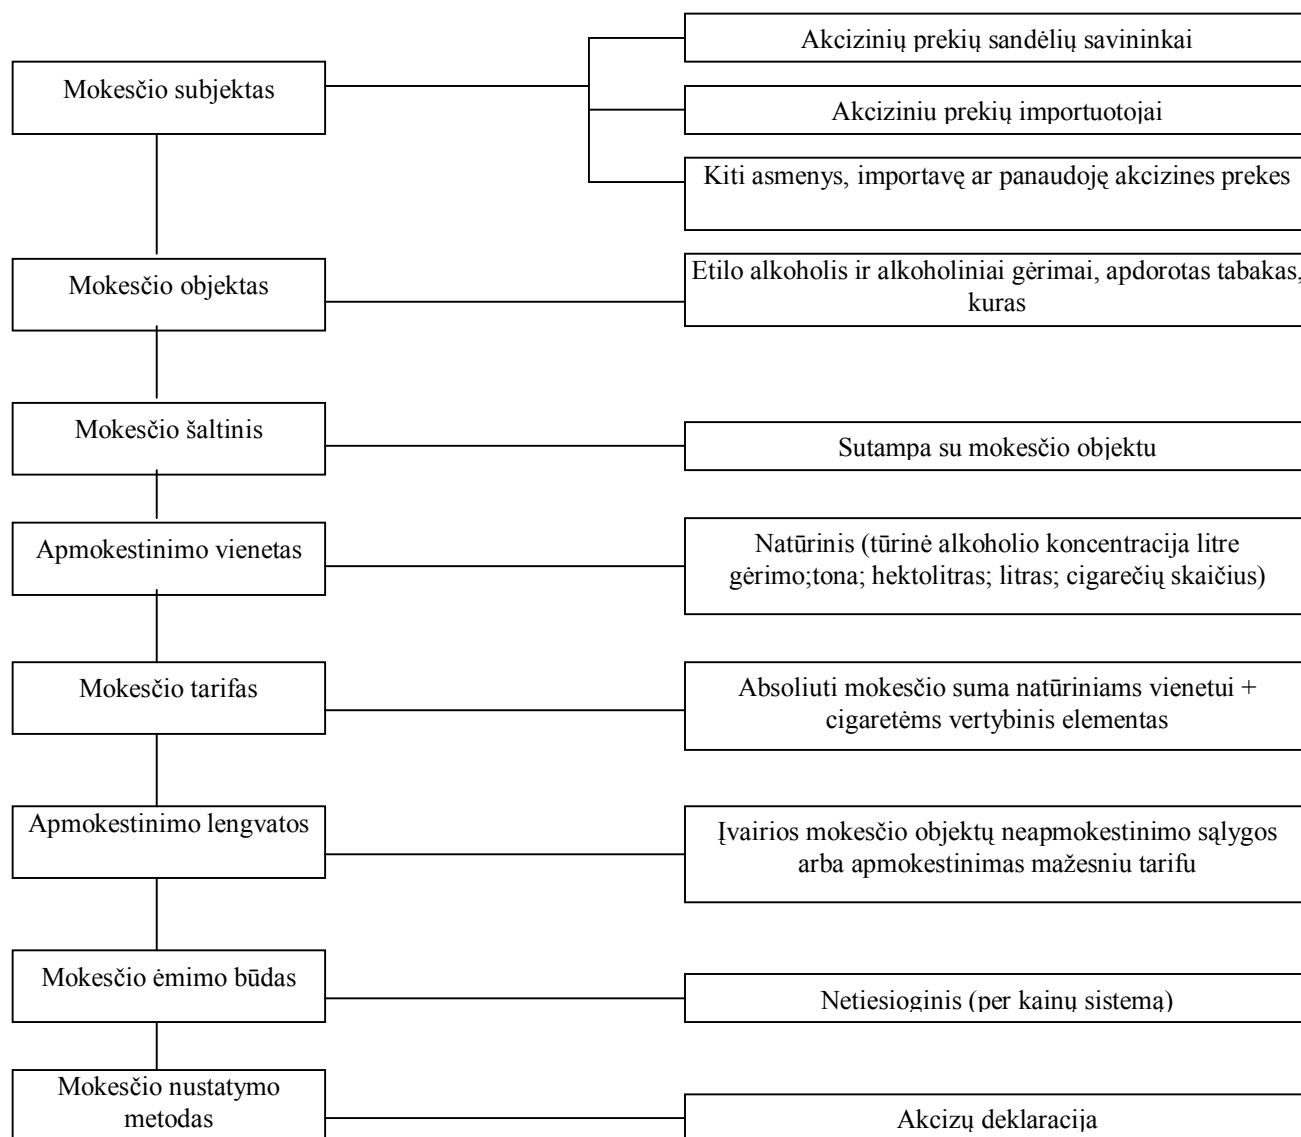 Mokesčio subjektas
Akcizinių prekių sandėlių savininkai
Akciziniu prekių importuotojai
Kiti asmenys, importavę ar panaudoję akcizines prekes
Mokesčio objektas
Etilo alkoholis ir alkoholiniai gėrimai, apdorotas tabakas,
kuras
Mokesčio šaltinis
Sutampa su mokesčio objektu
Apmokestinimo vienetas
Natūrinis (tūrinė alkoholio koncentracija litre
gėrimo;tona; hektolitras; litras; cigarečių skaičius)
Mokesčio tarifas
Absoliuti mokesčio suma natūriniams vienetui +
cigaretėms vertybinis elementas
Apmokestinimo lengvatos
Įvairios mokesčio objektų neapmokestinimo sąlygos
arba apmokestinimas mažesniu tarifu
Mokesčio ėmimo būdas
Netiesioginis (per kainų sistemą)
Mokesčio nustatymo
metodas
Akcizų deklaracija